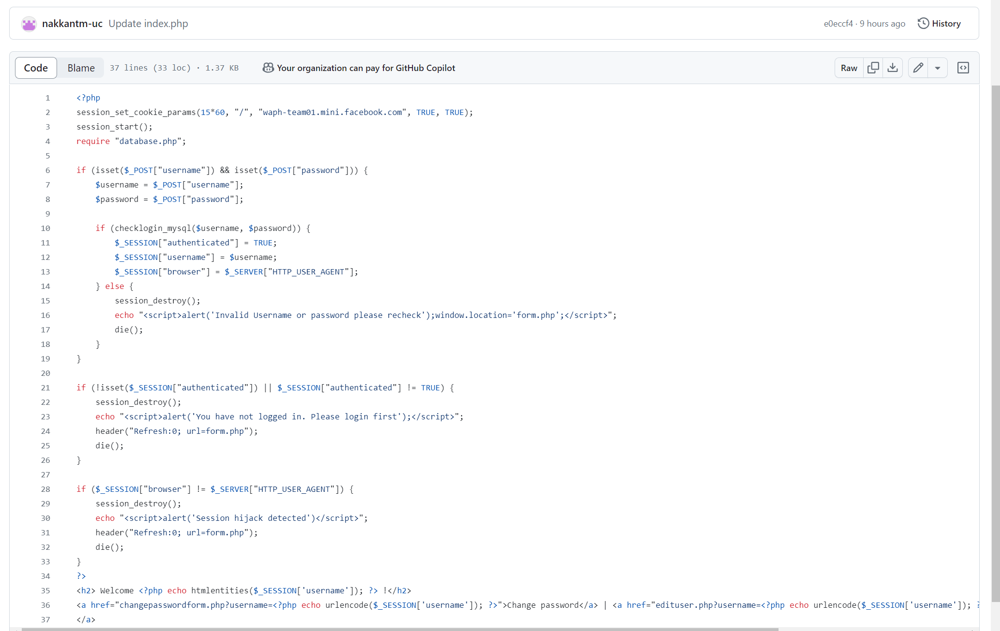 nakkantm-uc Update index.php e0eccf4 · 9 hours ago History
Code Blame 37 lines (33 loc) · 1.37 KB Your organization can pay for GitHub Copilot Raw
1 <?php
2 session_set_cookie_params(15*60, "/", "waph-team01.mini.facebook.com", TRUE, TRUE);
3 session_start();
4 require "database.php";
5
6 if (isset($_POST["username"]) && isset($_POST["password"])) {
7     $username = $_POST["username"];
8     $password = $_POST["password"];
9
10     if (checklogin_mysql($username, $password)) {
11         $_SESSION["authenticated"] = TRUE;
12         $_SESSION["username"] = $username;
13         $_SESSION["browser"] = $_SERVER["HTTP_USER_AGENT"];
14     } else {
15         session_destroy();
16         echo "<script>alert('Invalid Username or password please recheck');window.location='form.php';</script>";
17         die();
18     }
19 }
20
21 if (!isset($_SESSION["authenticated"]) || $_SESSION["authenticated"] != TRUE) {
22     session_destroy();
23     echo "<script>alert('You have not logged in. Please login first');</script>";
24     header("Refresh:0; url=form.php");
25     die();
26 }
27
28 if ($_SESSION["browser"] != $_SERVER["HTTP_USER_AGENT"]) {
29     session_destroy();
30     echo "<script>alert('Session hijack detected')</script>";
31     header("Refresh:0; url=form.php");
32     die();
33 }
34 ?>
35 <h2> Welcome <?php echo htmlentities($_SESSION['username']); ?> !</h2>
36 <a href="changepasswordform.php?username=<?php echo urlencode($_SESSION['username']); ?>">Change password</a> | <a href="edituser.php?username=<?php echo urlencode($_SESSION['username']); ?
37 </a>